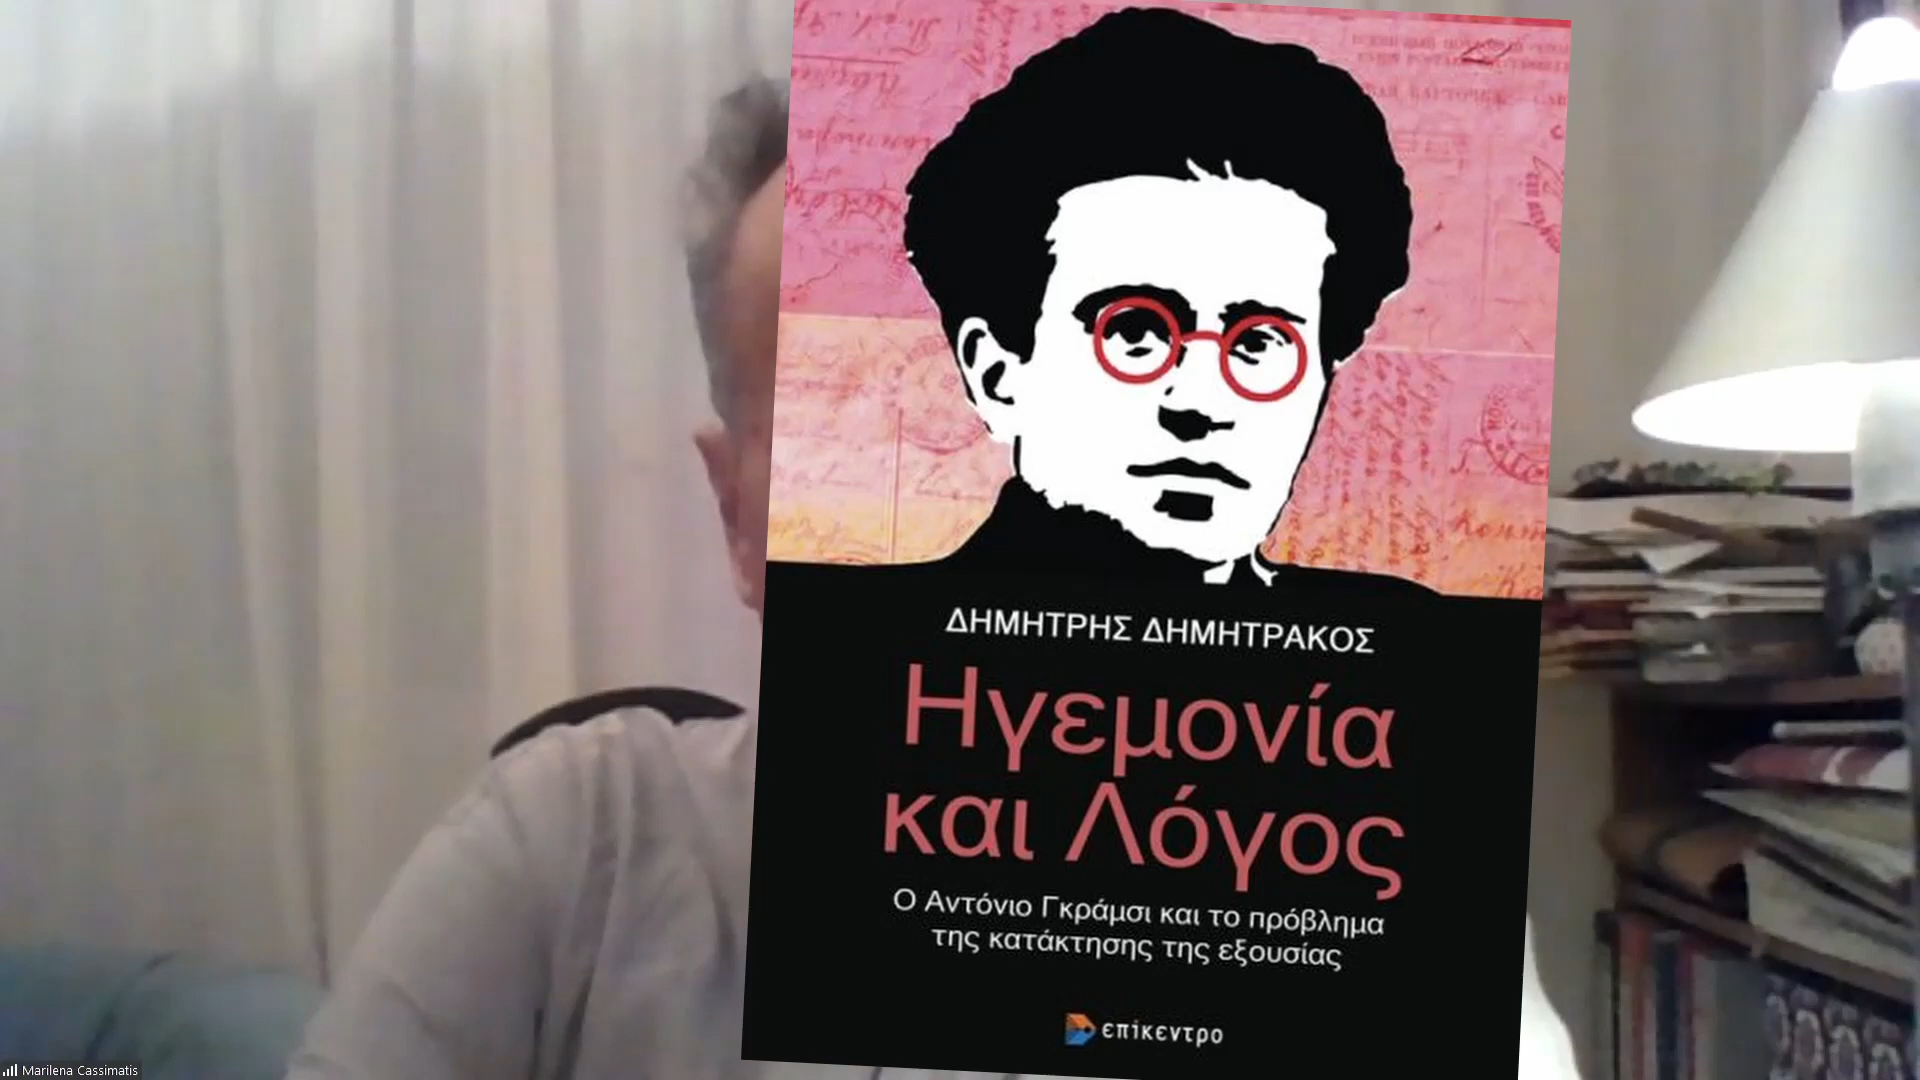 ΔΗΜΗΤΡΗΣ ΔΗΜΗΤΡΑΚΟΣ
Ηγεμονία
και Λόγος
Ο Αντόνιο Γκράμσι και το πρόβλημα
της κατάκτησης της εξουσίας
επίκεντρο
Marilena Cassimatis